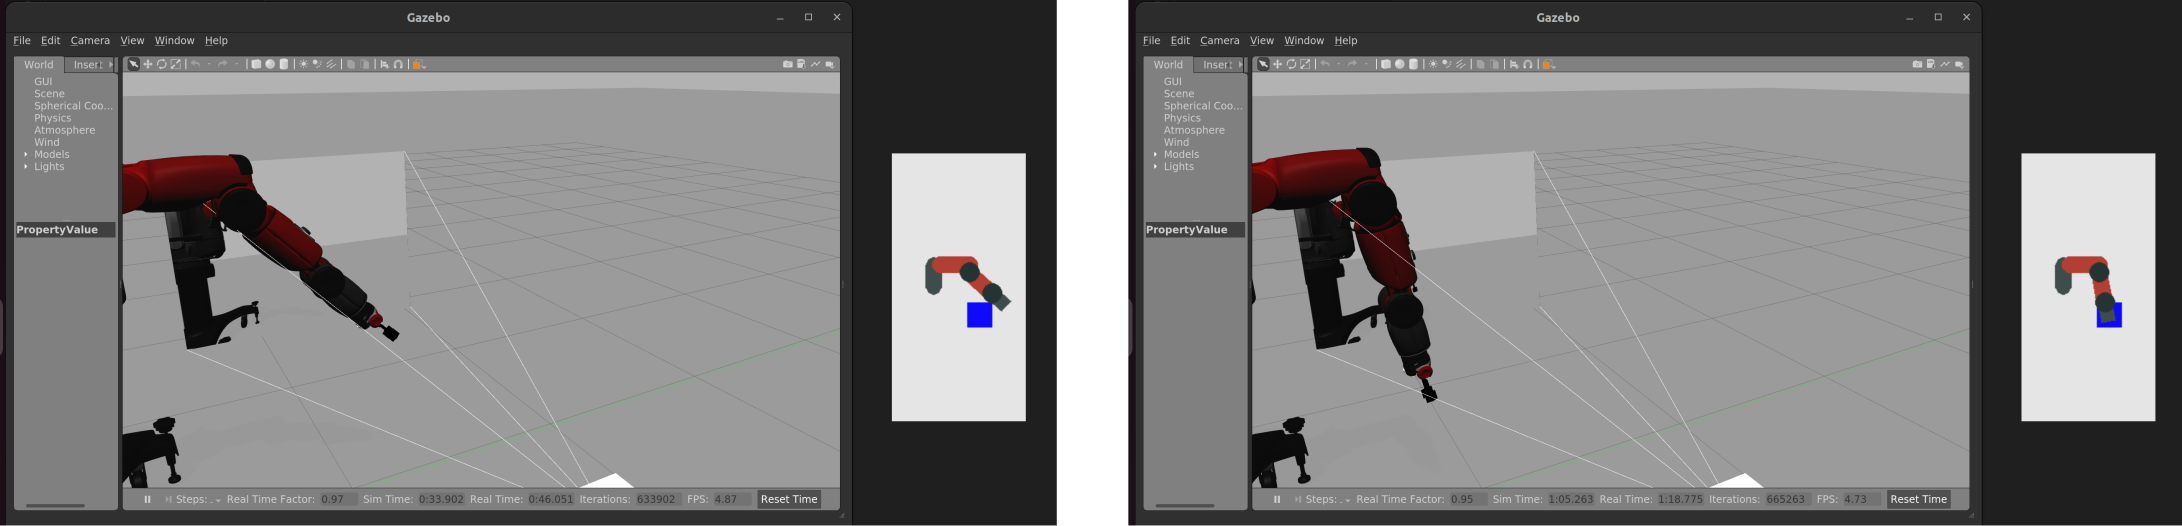 Gazebo
File Edit Camera View Window Help
World Insert
GUI
Scene
Spherical Coo...
Physics
Atmosphere
Wind
Models
Lights
PropertyValue
Steps: Real Time Factor: 0.97 Sim Time: 0:33.902 Real Time: 0:46.051 Iterations: 633902 FPS: 4.87 Reset Time
Gazebo
File Edit Camera View Window Help
World Insert
GUI
Scene
Spherical Coo...
Physics
Atmosphere
Wind
Models
Lights
PropertyValue
Steps: Real Time Factor: 0.95 Sim Time: 1:05.263 Real Time: 1:18.775 Iterations: 665263 FPS: 4.73 Reset Time